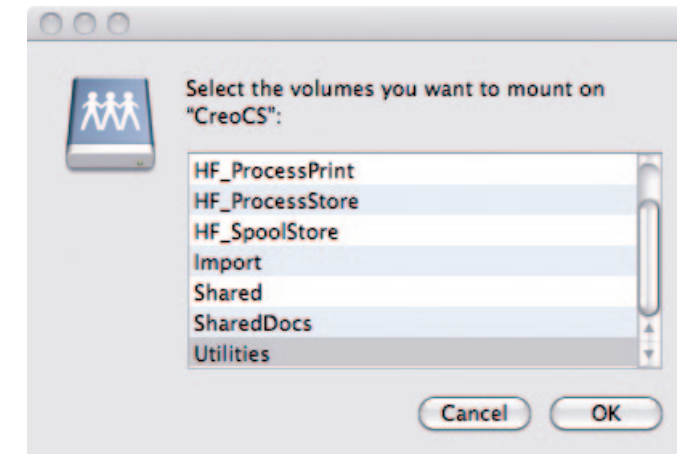 Select the volumes you want to mount on
"CreoCS":
HF_ProcessPrint
HF_ProcessStore
HF_SpoolStore
Import
Shared
SharedDocs
Utilities
Cancel
OK